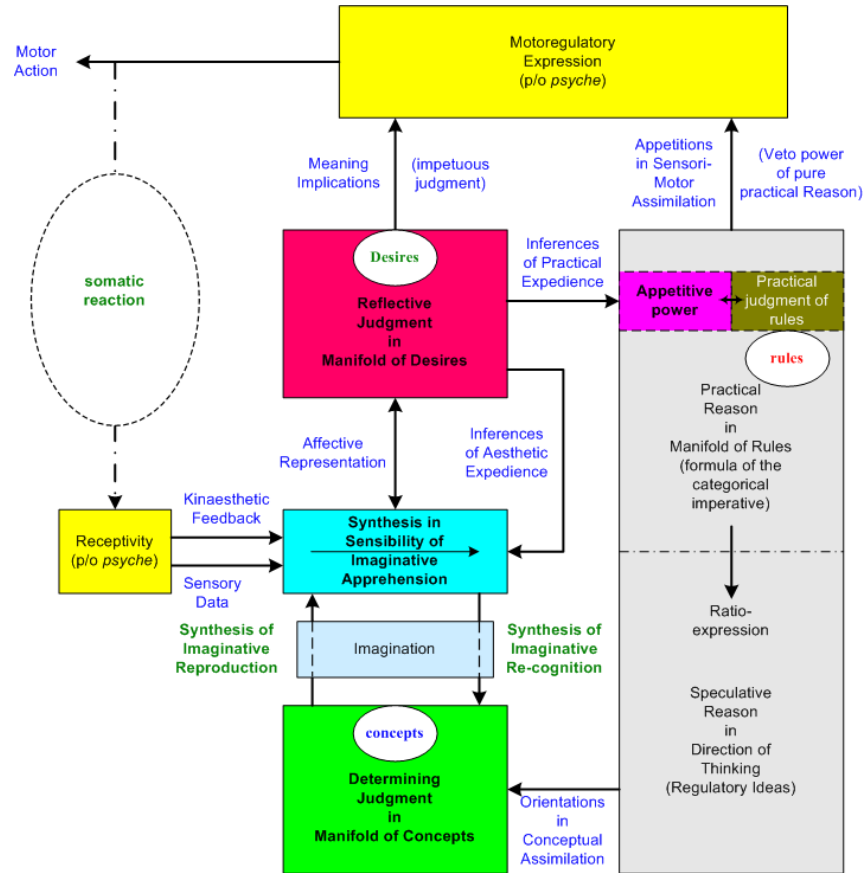 Motoregulatory
Expression
(p/o psyche)
Motor
Action
Meaning
Implications
(impetuous
judgment)
Appetitions
in Sensori-
Motor
Assimilation
(Veto power
of pure
practical Reason)
somatic
reaction
Desires
Reflective
Judgment
in
Manifold of Desires
Inferences
of Practical
Expedience
Appetitive
power
Practical
judgment of
rules
rules
Practical
Reason
in
Manifold of Rules
(formula of the
categorical
imperative)
Affective
Representation
Inferences
of Aesthetic
Expedience
Kinaesthetic
Feedback
Receptivity
(p/o psyche)
Sensory
Data
Synthesis in
Sensibility of
Imaginative
Apprehension
Ratio-
expression
Synthesis of
Imaginative
Reproduction
Imagination
Synthesis of
Imaginative
Re-cognition
Speculative
Reason
in
Direction of
Thinking
(Regulatory Ideas)
concepts
Determining
Judgment
in
Manifold of Concepts
Orientations
in
Conceptual
Assimilation